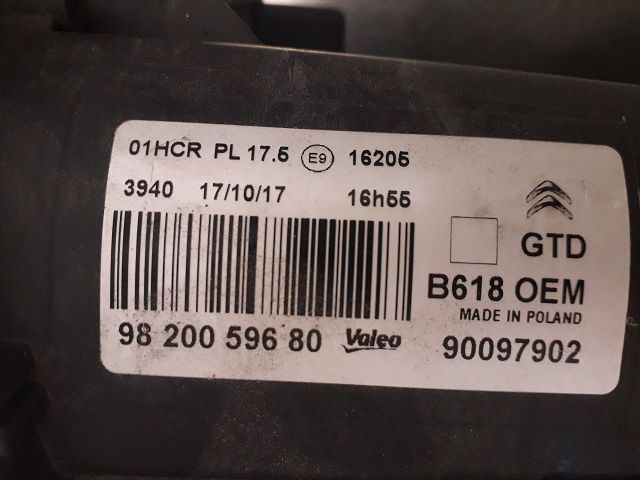 01HCR PL 17.5 E9 16205
3940 17/10/17 16h55
GTD
B618 OEM
MADE IN POLAND
98 200 596 80 Valeo 90097902